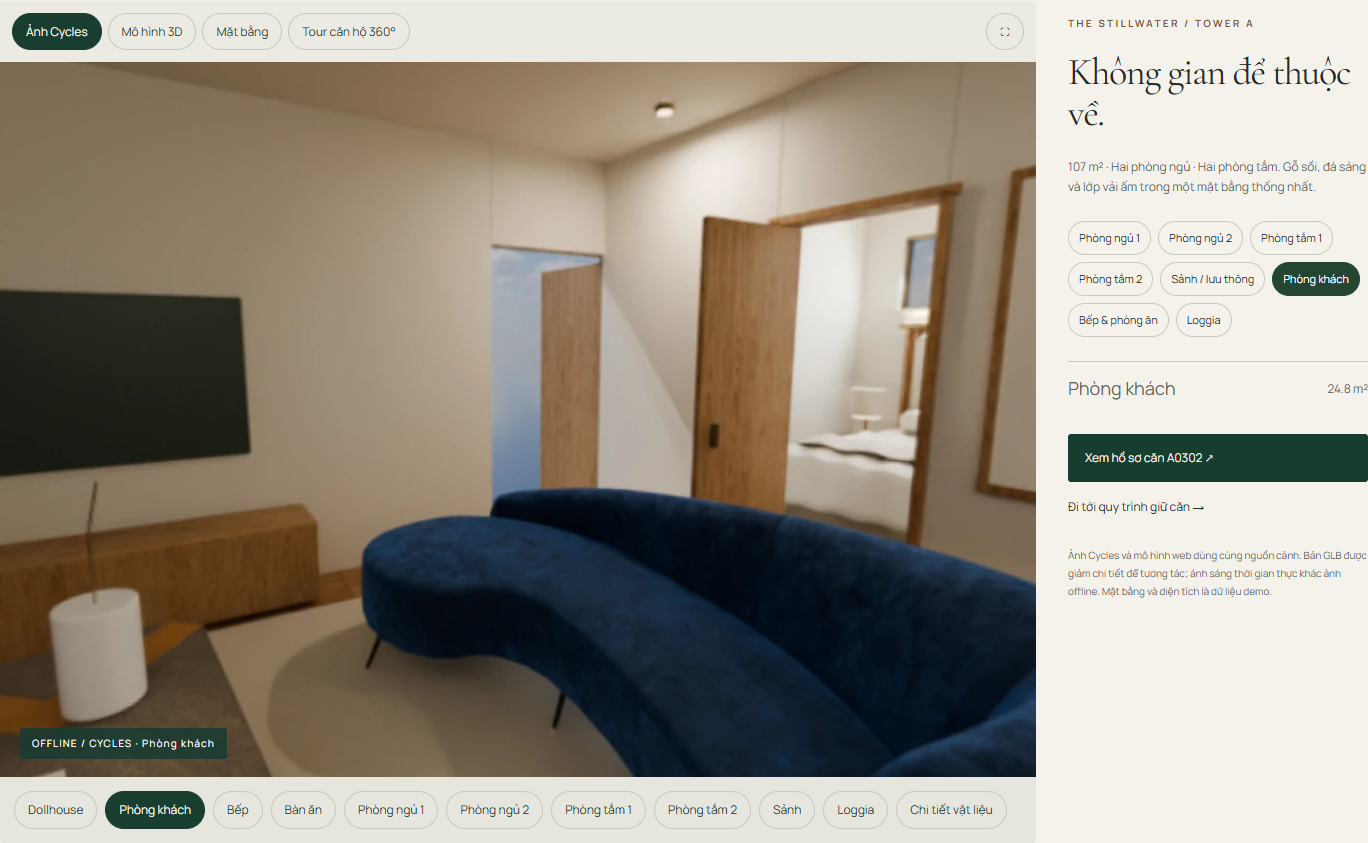 Ảnh Cycles
Mô hình 3D
Mặt bằng
Tour căn hộ 360°
THE STILLWATER / TOWER A
Không gian để thuộc
về.
107 m² · Hai phòng ngủ · Hai phòng tắm. Gỗ sồi, đá sáng
và lớp vải ấm trong một mặt bằng thống nhất.
Phòng ngủ 1
Phòng ngủ 2
Phòng tắm 1
Phòng tắm 2
Sảnh / lưu thông
Phòng khách
Bếp & phòng ăn
Loggia
Phòng khách
24.8 m²
Xem hồ sơ căn A0302 ↗
Đi tới quy trình giữ căn →
Ảnh Cycles và mô hình web dùng cùng nguồn cảnh. Bản GLB được
giảm chi tiết để tương tác; ánh sáng thời gian thực khác ảnh
offline. Mặt bằng và diện tích là dữ liệu demo.
OFFLINE / CYCLES · Phòng khách
Dollhouse
Phòng khách
Bếp
Bàn ăn
Phòng ngủ 1
Phòng ngủ 2
Phòng tắm 1
Phòng tắm 2
Sảnh
Loggia
Chi tiết vật liệu